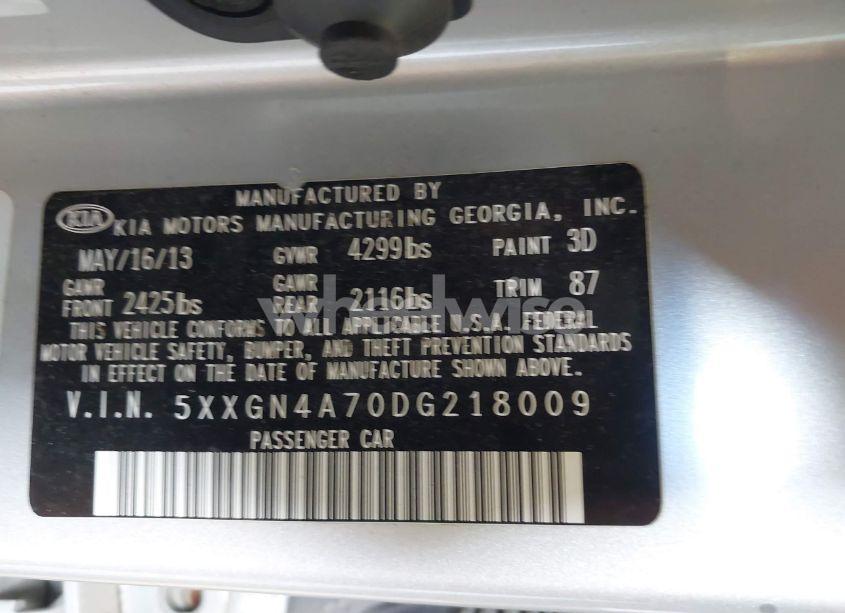 MANUFACTURED BY
KIA KIA MOTORS MANUFACTURING GEORGIA, INC.
MAY/16/13 GVWR 4299lbs PAINT 3D
GAWR FRONT 2425lbs GAWR REAR 2116lbs TRIM 87
THIS VEHICLE CONFORMS TO ALL APPLICABLE U.S.A. FEDERAL
MOTOR VEHICLE SAFETY, BUMPER, AND THEFT PREVENTION STANDARDS
IN EFFECT ON THE DATE OF MANUFACTURE SHOWN ABOVE.
V.I.N. 5XXGN4A70DG218009
PASSENGER CAR
wheelwise